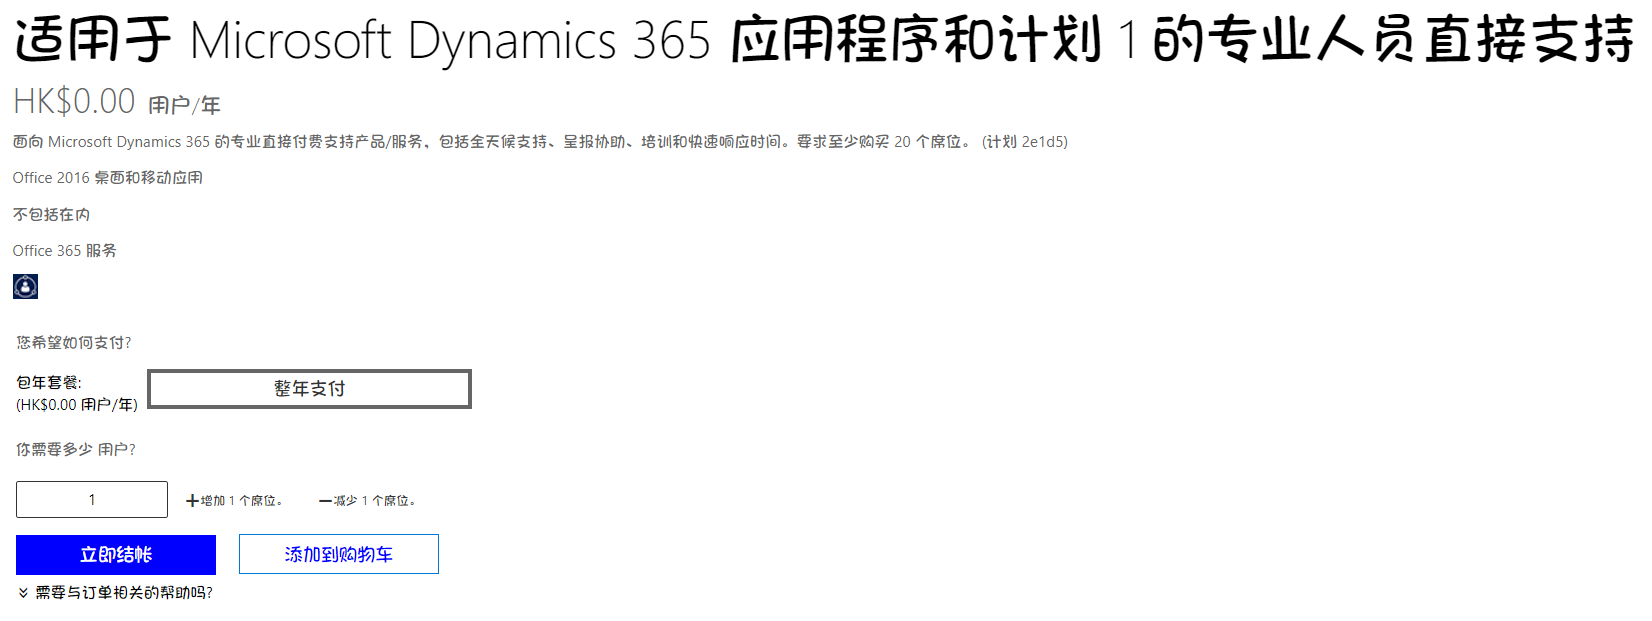 适用于 Microsoft Dynamics 365 应用程序和计划 1 的专业人员直接支持
HK$0.00 用户/年
面向 Microsoft Dynamics 365 的专业直接付费支持产品/服务，包括全天候支持、呈报协助、培训和快速响应时间。要求至少购买 20 个席位。 (计划 2e1d5)
Office 2016 桌面和移动应用
不包括在内
Office 365 服务
您希望如何支付?
包年套餐:
(HK$0.00 用户/年)
整年支付
你需要多少 用户?
1
增加 1 个席位。
减少 1 个席位。
立即结帐
添加到购物车
需要与订单相关的帮助吗?